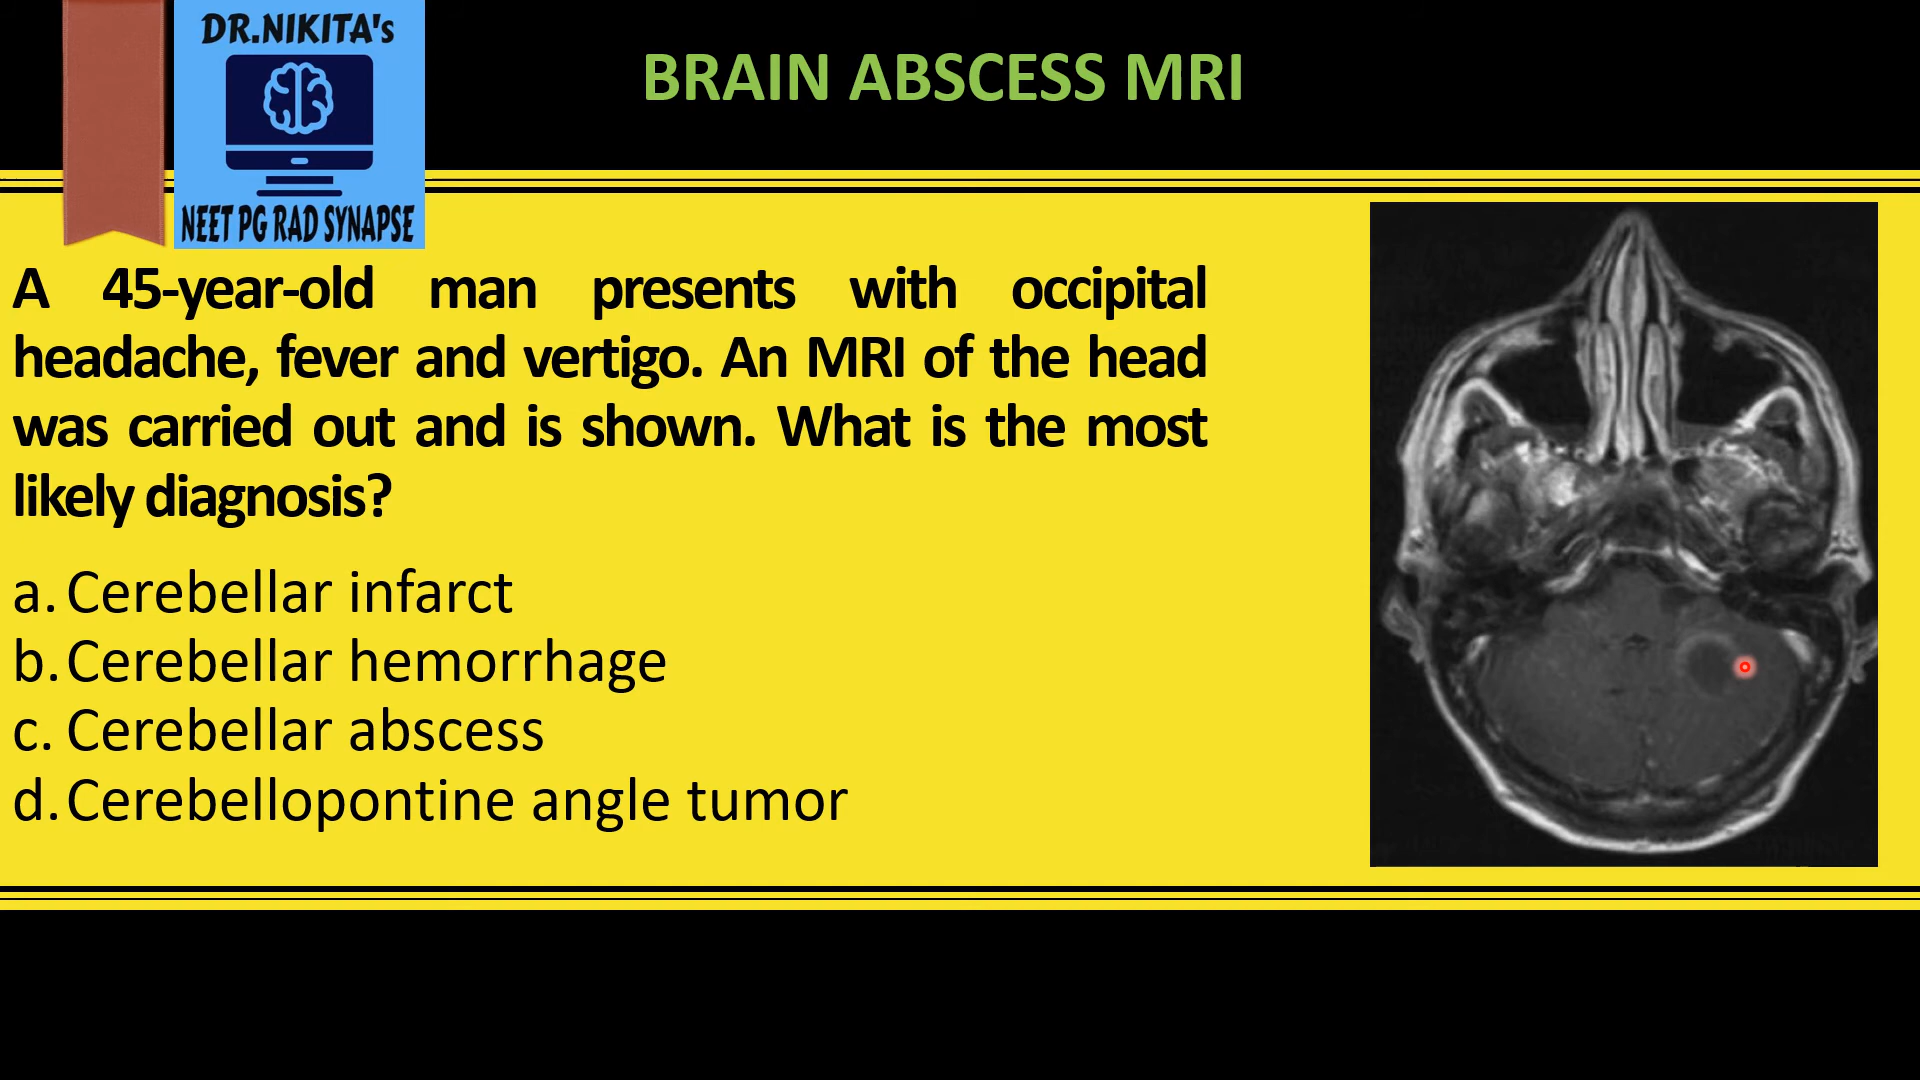 DR.NIKITA's
NEET PG RAD SYNAPSE
BRAIN ABSCESS MRI
A 45-year-old man presents with occipital
headache, fever and vertigo. An MRI of the head
was carried out and is shown. What is the most
likely diagnosis?
a. Cerebellar infarct
b. Cerebellar hemorrhage
c. Cerebellar abscess
d. Cerebellopontine angle tumor